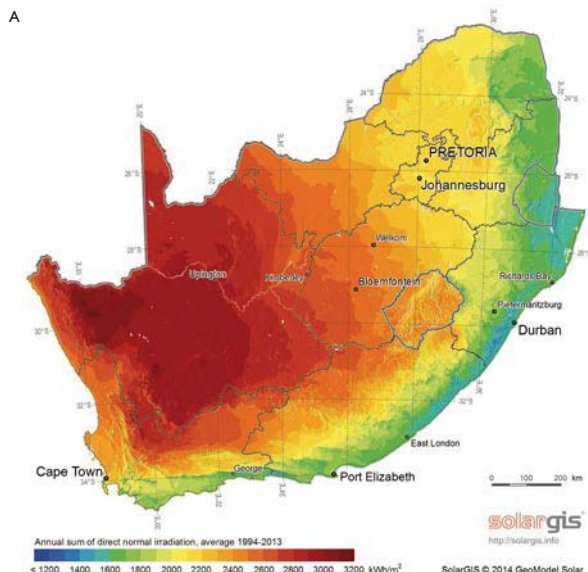 A
PRETORIA
Johannesburg
Welkom
Upington
Kimberley
Bloemfontein
Richards Bay
Pietermaritzburg
Durban
East London
Cape Town
George
Port Elizabeth
0 100 200 km
solargis
http://solargis.info
Annual sum of direct normal irradiation, average 1994-2013
< 1200 1400 1600 1800 2000 2200 2400 2600 2800 3000 3200 kWh/m²
SolarGIS © 2014 GeoModel Solar